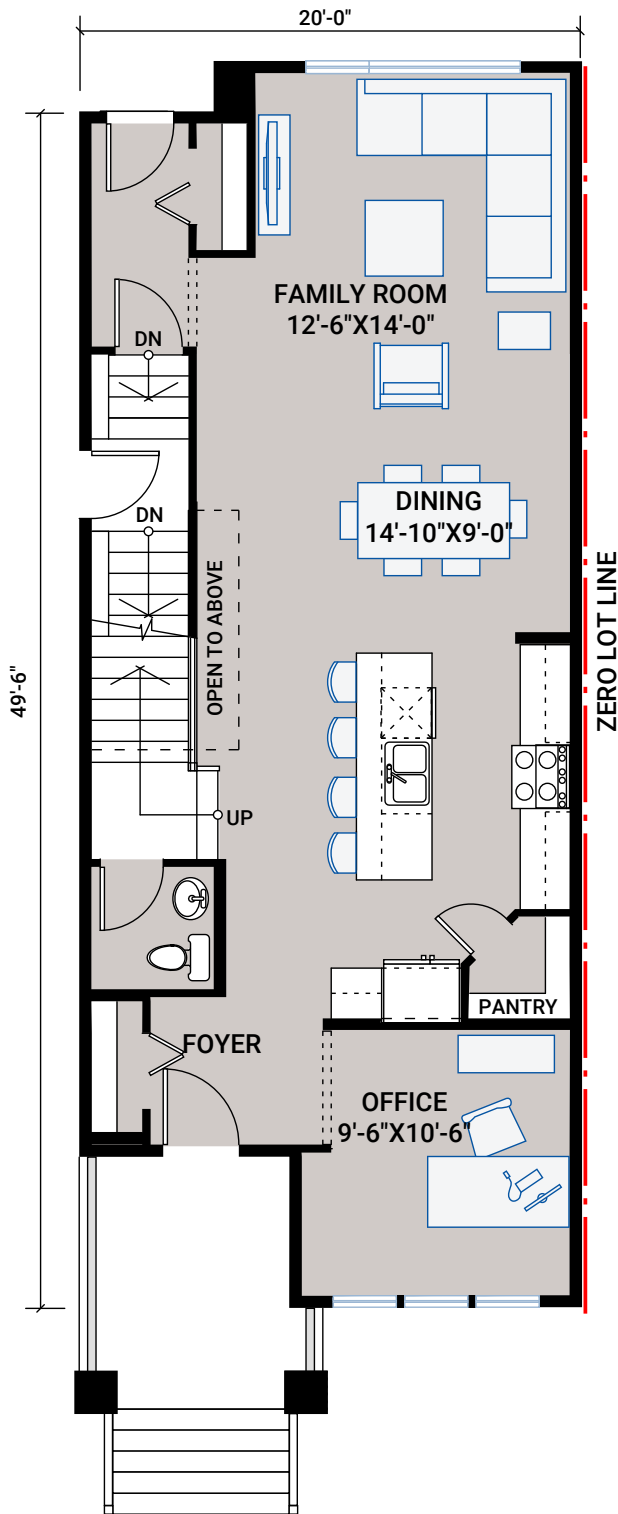 20'-0"
FAMILY ROOM
12'-6"X14'-0"
DN
DINING
14'-10"X9'-0"
DN
OPEN TO ABOVE
ZERO LOT LINE
49'-6"
UP
PANTRY
FOYER
OFFICE
9'-6"X10'-6"